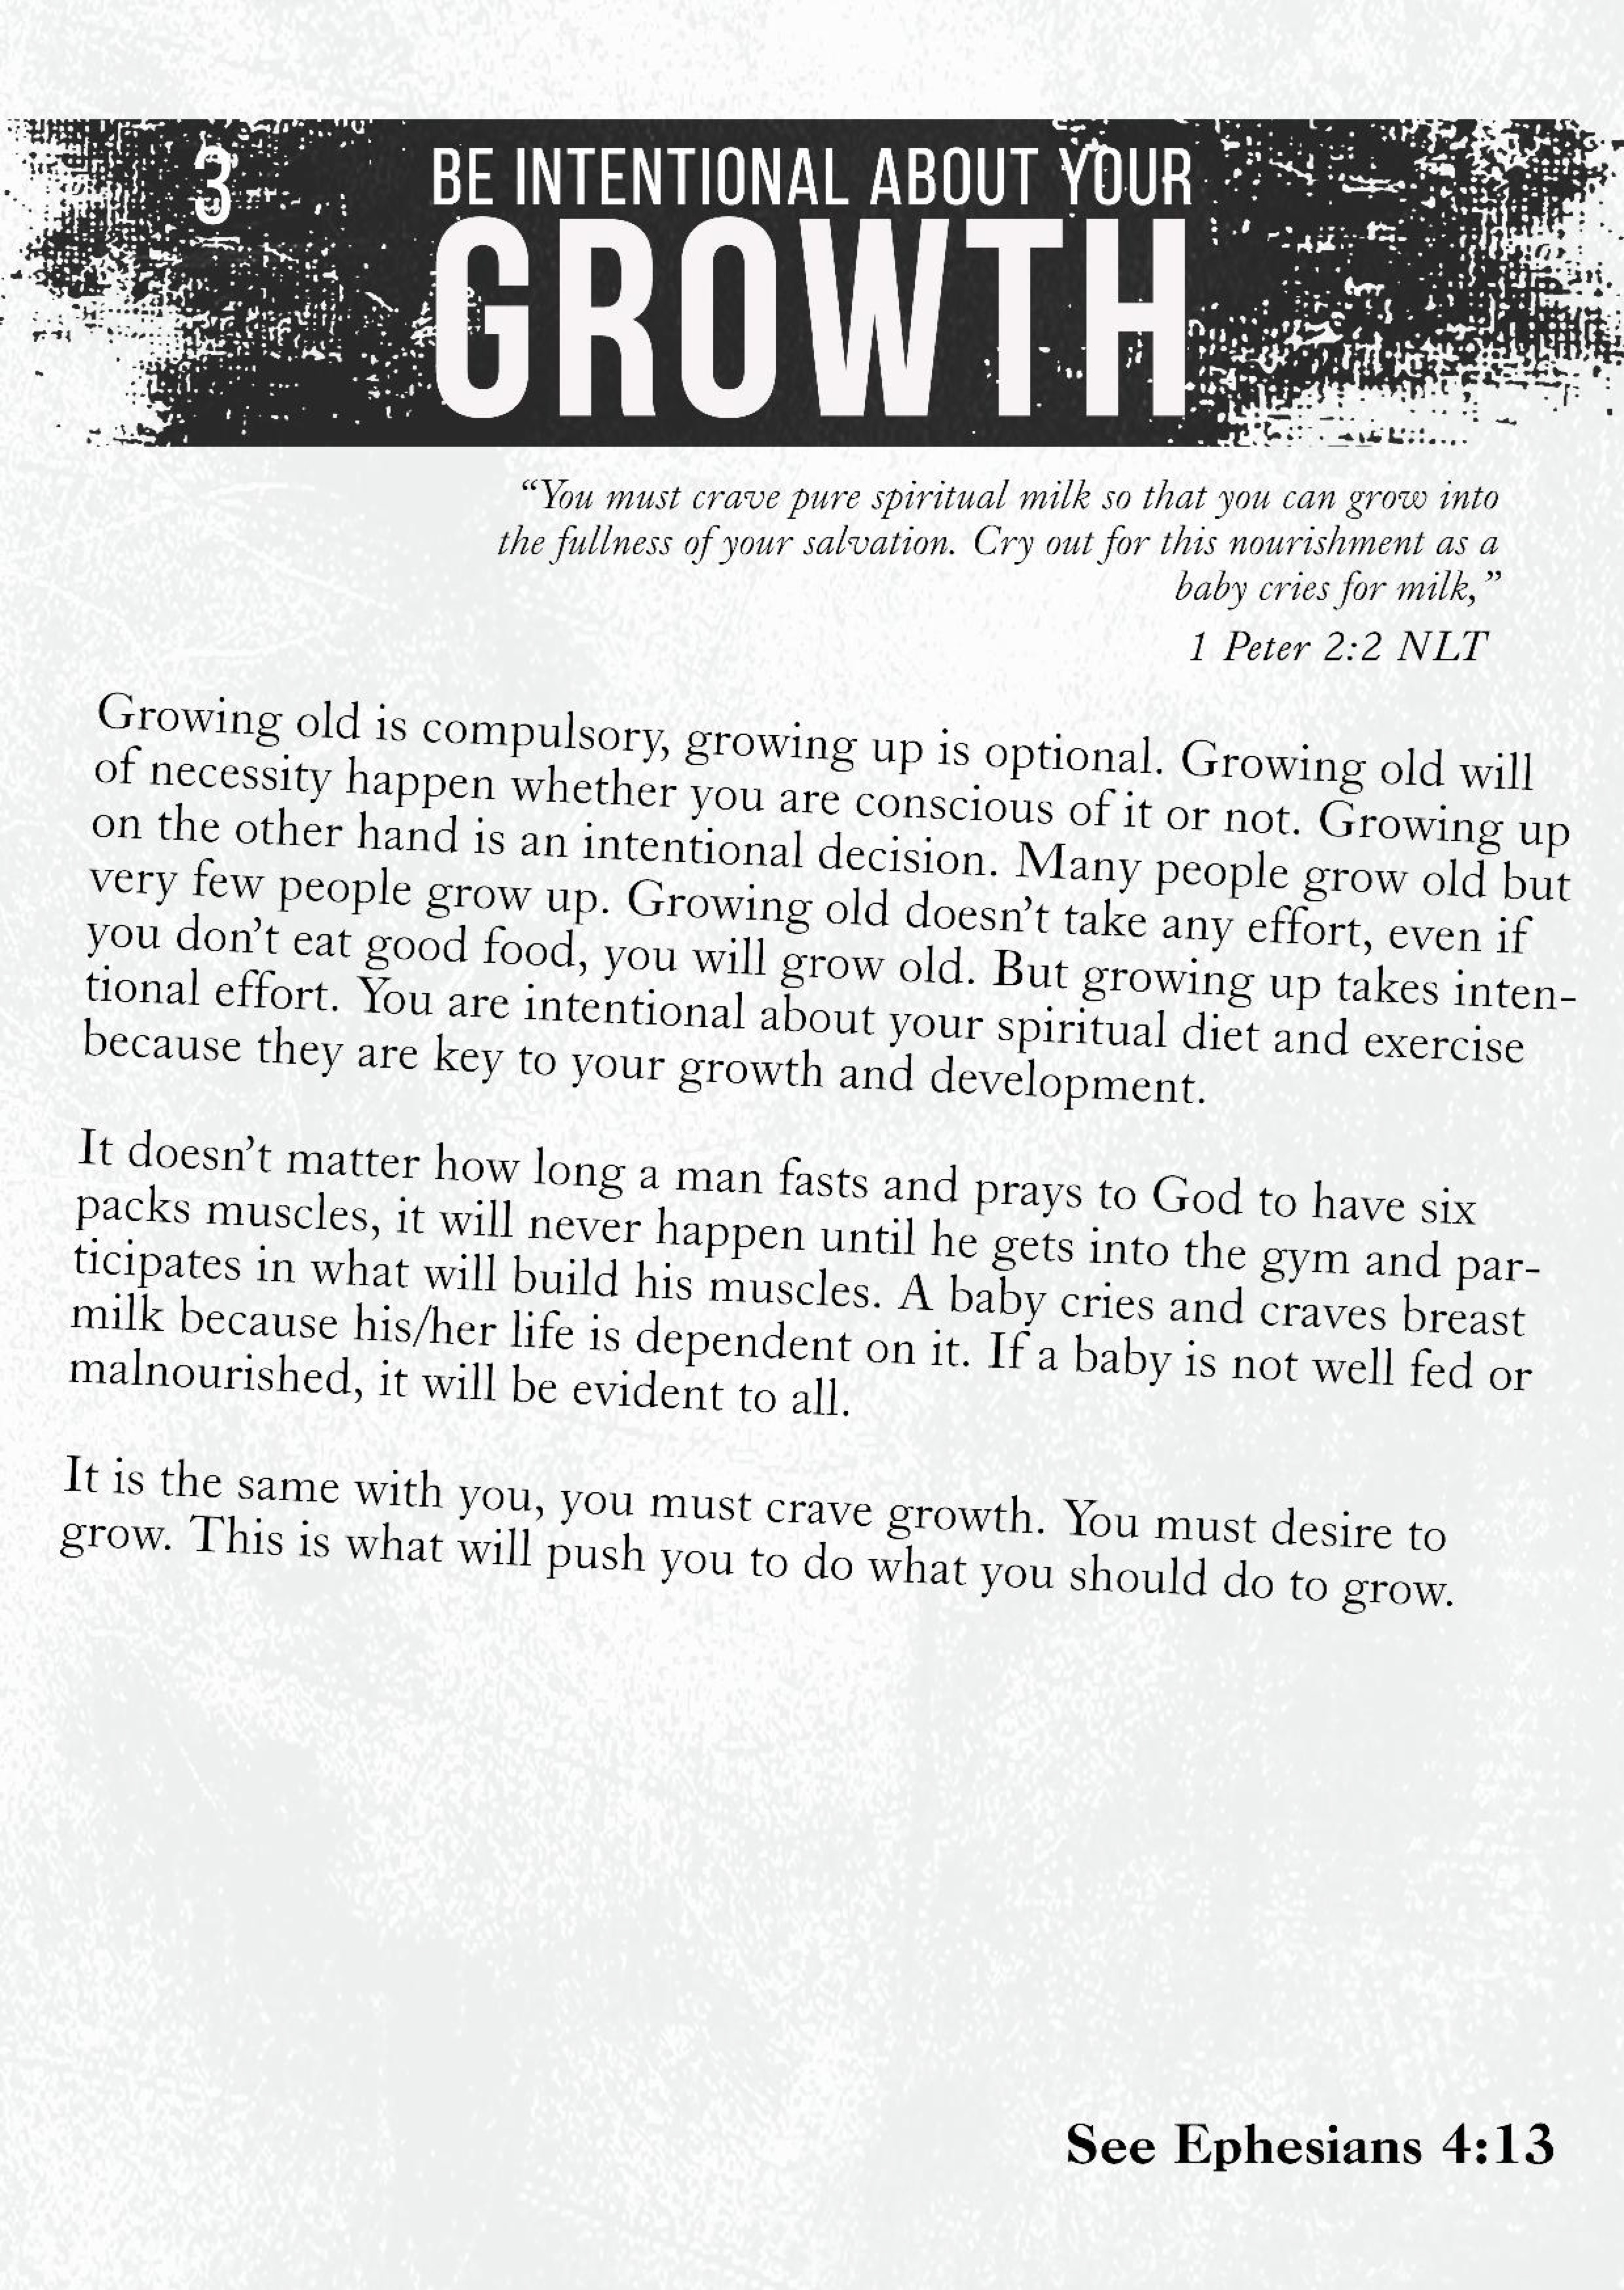 3
BE INTENTIONAL ABOUT YOUR
GROWTH
“You must crave pure spiritual milk so that you can grow into
the fullness of your salvation. Cry out for this nourishment as a
baby cries for milk,”
1 Peter 2:2 NLT
Growing old is compulsory, growing up is optional. Growing old will
of necessity happen whether you are conscious of it or not. Growing up
on the other hand is an intentional decision. Many people grow old but
very few people grow up. Growing old doesn’t take any effort, even if
you don’t eat good food, you will grow old. But growing up takes inten-
tional effort. You are intentional about your spiritual diet and exercise
because they are key to your growth and development.
It doesn’t matter how long a man fasts and prays to God to have six
packs muscles, it will never happen until he gets into the gym and par-
ticipates in what will build his muscles. A baby cries and craves breast
milk because his/her life is dependent on it. If a baby is not well fed or
malnourished, it will be evident to all.
It is the same with you, you must crave growth. You must desire to
grow. This is what will push you to do what you should do to grow.
See Ephesians 4:13